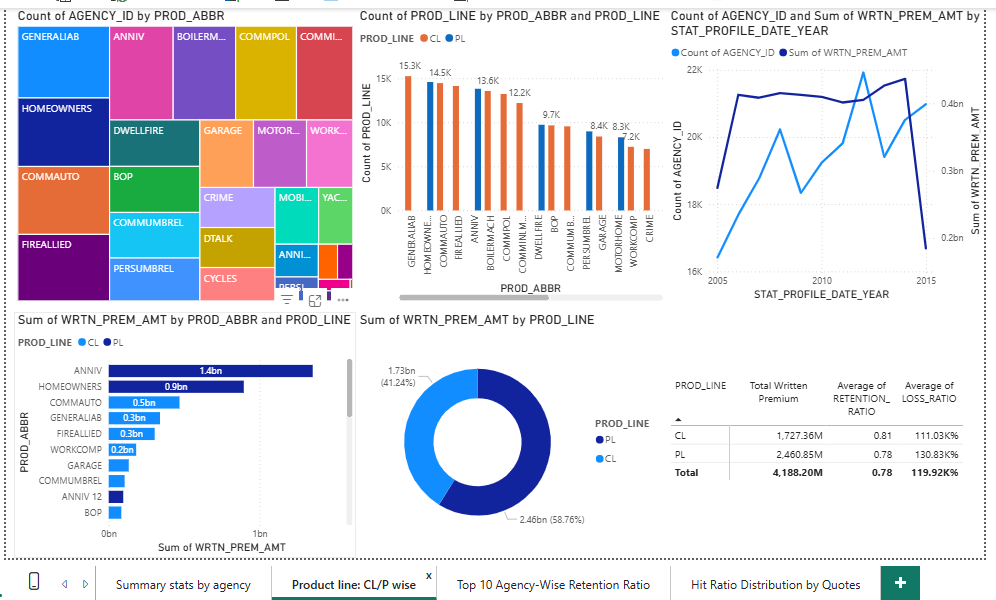 Count of AGENCY_ID by PROD_ABBR
GENERALIAB
HOMEOWNERS
COMMAUTO
FIREALLIED
ANNIV
BOILERM...
COMMPOL
COMMI...
DWELLFIRE
BOP
COMMUMBREL
PERSUMBREL
GARAGE
MOTOR...
WORK...
CRIME
DTALK
CYCLES
MOBI...
YAC...
ANNI...
PERSI...
Count of PROD_LINE by PROD_ABBR and PROD_LINE
PROD_LINE CL PL
Count of PROD_LINE
15K
10K
5K
0K
15.3K
14.5K
13.6K
12.2K
9.7K
8.4K
8.3K
7.2K
GENERALIAB
HOMEOWNE...
COMMAUTO
FIREALLIED
ANNIV
BOILERMACH
COMMPOL
COMMINLM...
DWELLFIRE
BOP
COMMUMB...
PERSUMBREL
GARAGE
MOTORHOME
WORKCOMP
CRIME
PROD_ABBR
Count of AGENCY_ID and Sum of WRTN_PREM_AMT by
STAT_PROFILE_DATE_YEAR
Count of AGENCY_ID Sum of WRTN_PREM_AMT
Count of AGENCY_ID
22K
20K
18K
16K
0.4bn
0.3bn
0.2bn
Sum of WRTN_PREM_AMT
2005 2010 2015
STAT_PROFILE_DATE_YEAR
Sum of WRTN_PREM_AMT by PROD_ABBR and PROD_LINE
PROD_LINE CL PL
PROD_ABBR
ANNIV 1.4bn
HOMEOWNERS 0.9bn
COMMAUTO 0.5bn
GENERALIAB 0.3bn
FIREALLIED 0.3bn
WORKCOMP 0.2bn
GARAGE
COMMUMBREL
ANNIV 12
BOP
0bn 1bn
Sum of WRTN_PREM_AMT
Sum of WRTN_PREM_AMT by PROD_LINE
1.73bn
(41.24%)
2.46bn (58.76%)
PROD_LINE
PL
CL
PROD_LINE Total Written Premium Average of RETENTION_RATIO Average of LOSS_RATIO
CL 1,727.36M 0.81 111.03K%
PL 2,460.85M 0.78 130.83K%
Total 4,188.20M 0.78 119.92K%
Summary stats by agency
Product line: CL/P wise x
Top 10 Agency-Wise Retention Ratio
Hit Ratio Distribution by Quotes
+